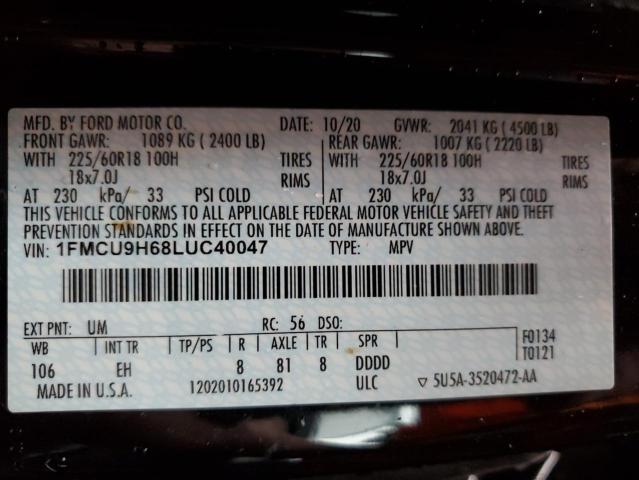 MFD. BY FORD MOTOR CO. DATE: 10/20 GVWR: 2041 KG ( 4500 LB)
FRONT GAWR: 1089 KG ( 2400 LB) REAR GAWR: 1007 KG ( 2220 LB)
WITH 225/60R18 100H TIRES WITH 225/60R18 100H TIRES
18x7.0J RIMS 18x7.0J RIMS
AT 230 kPa/ 33 PSI COLD AT 230 kPa/ 33 PSI COLD
THIS VEHICLE CONFORMS TO ALL APPLICABLE FEDERAL MOTOR VEHICLE SAFETY AND THEFT
PREVENTION STANDARDS IN EFFECT ON THE DATE OF MANUFACTURE SHOWN ABOVE.
VIN: 1FMCU9H68LUC40047 TYPE: MPV
EXT PNT: UM RC: 56 DSO: F0134
WB INT TR TP/PS R AXLE TR SPR T0121
106 EH 8 81 8 DDDD
MADE IN U.S.A. 1202010165392 ULC ▽ 5U5A-3520472-AA